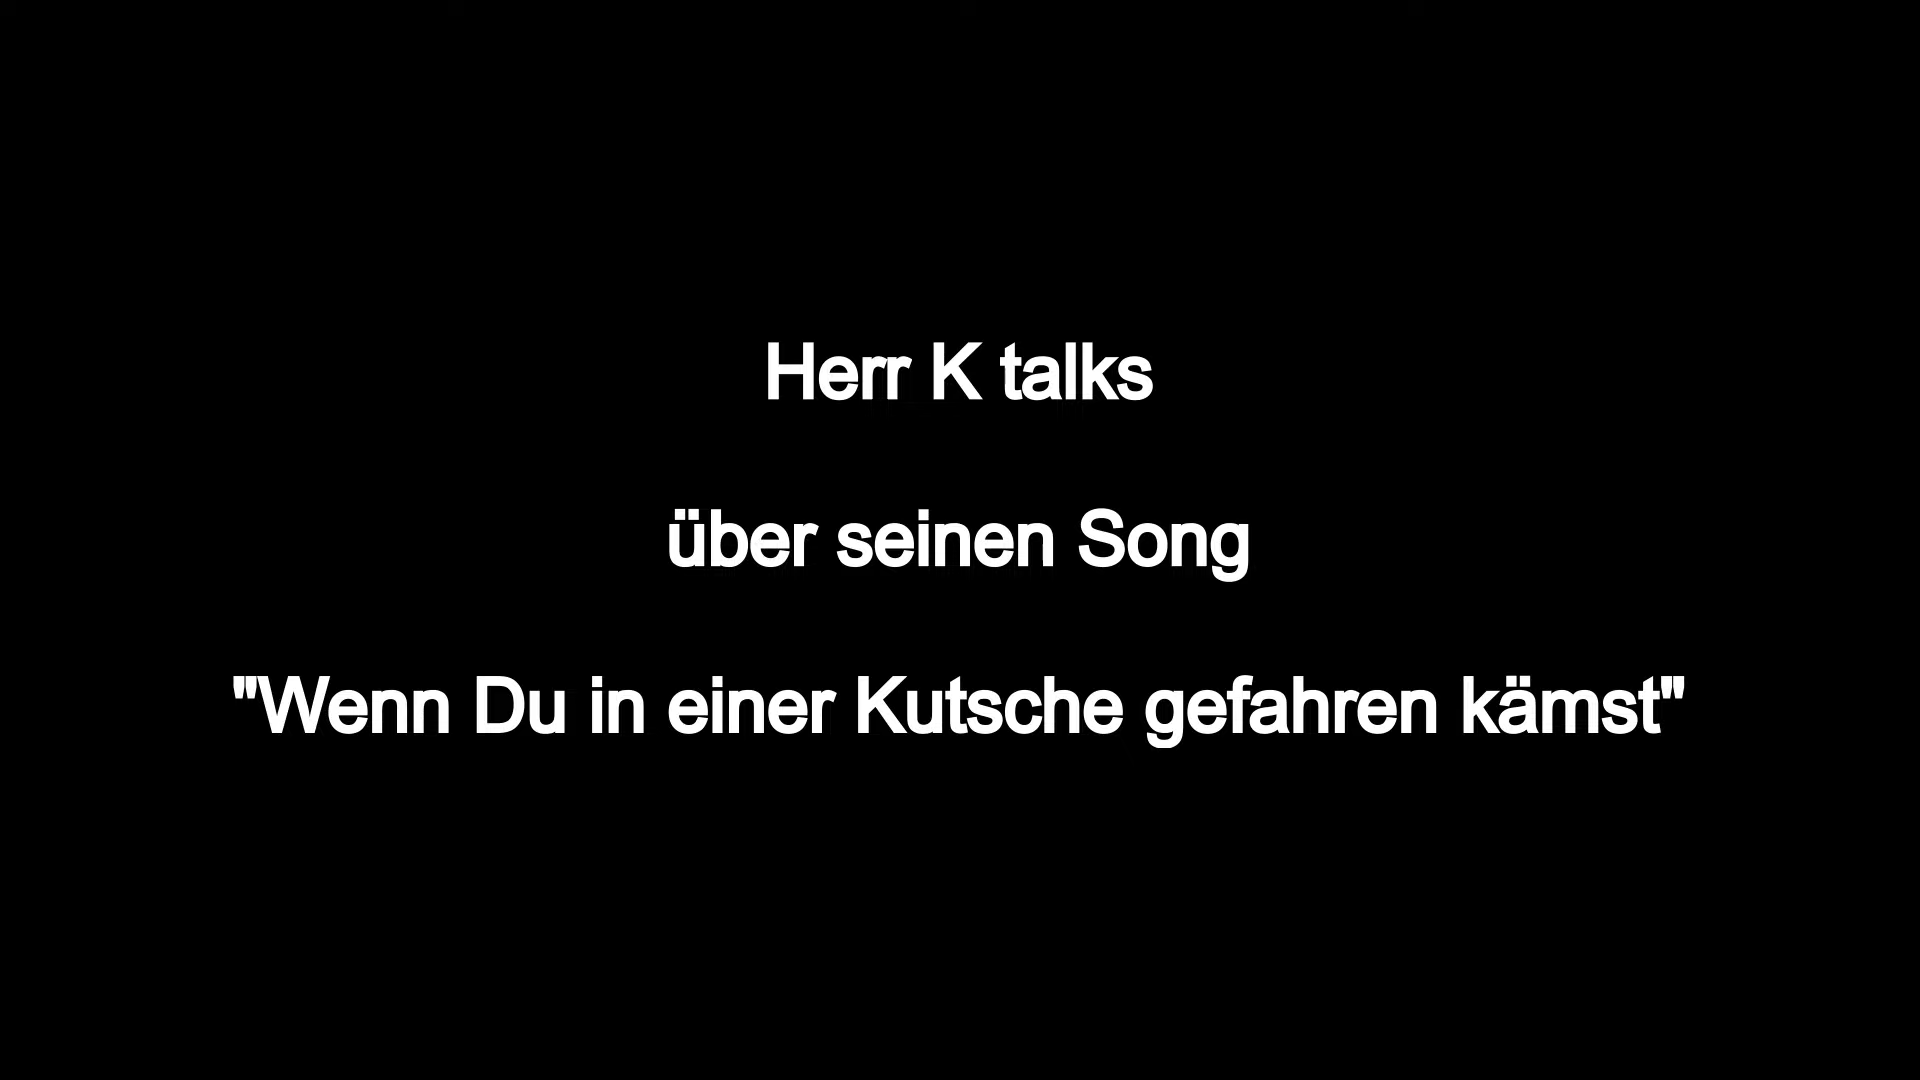 Herr K talks
über seinen Song
"Wenn Du in einer Kutsche gefahren kämst"